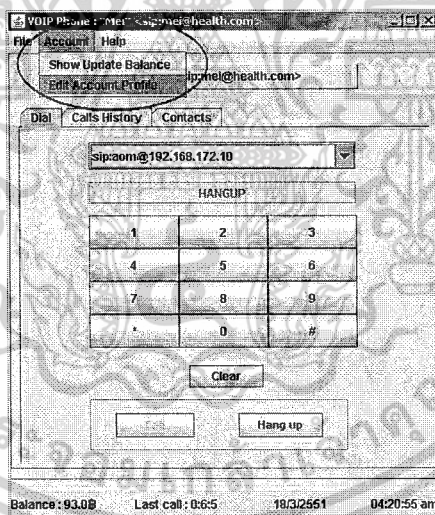 VOIP Phone : "Mei" <sip:mei@health.com>
File Account Help
Show Update Balance
Edit Account Profile
ip:mei@health.com>
Dial Calls History Contacts
sip:aom@192.168.172.10
HANGUP
1 2 3
4 5 6
7 8 9
* 0 #
Clear
Hang up
Balance : 93.0B Last call : 0:6:5 18/3/2551 04:20:55 am